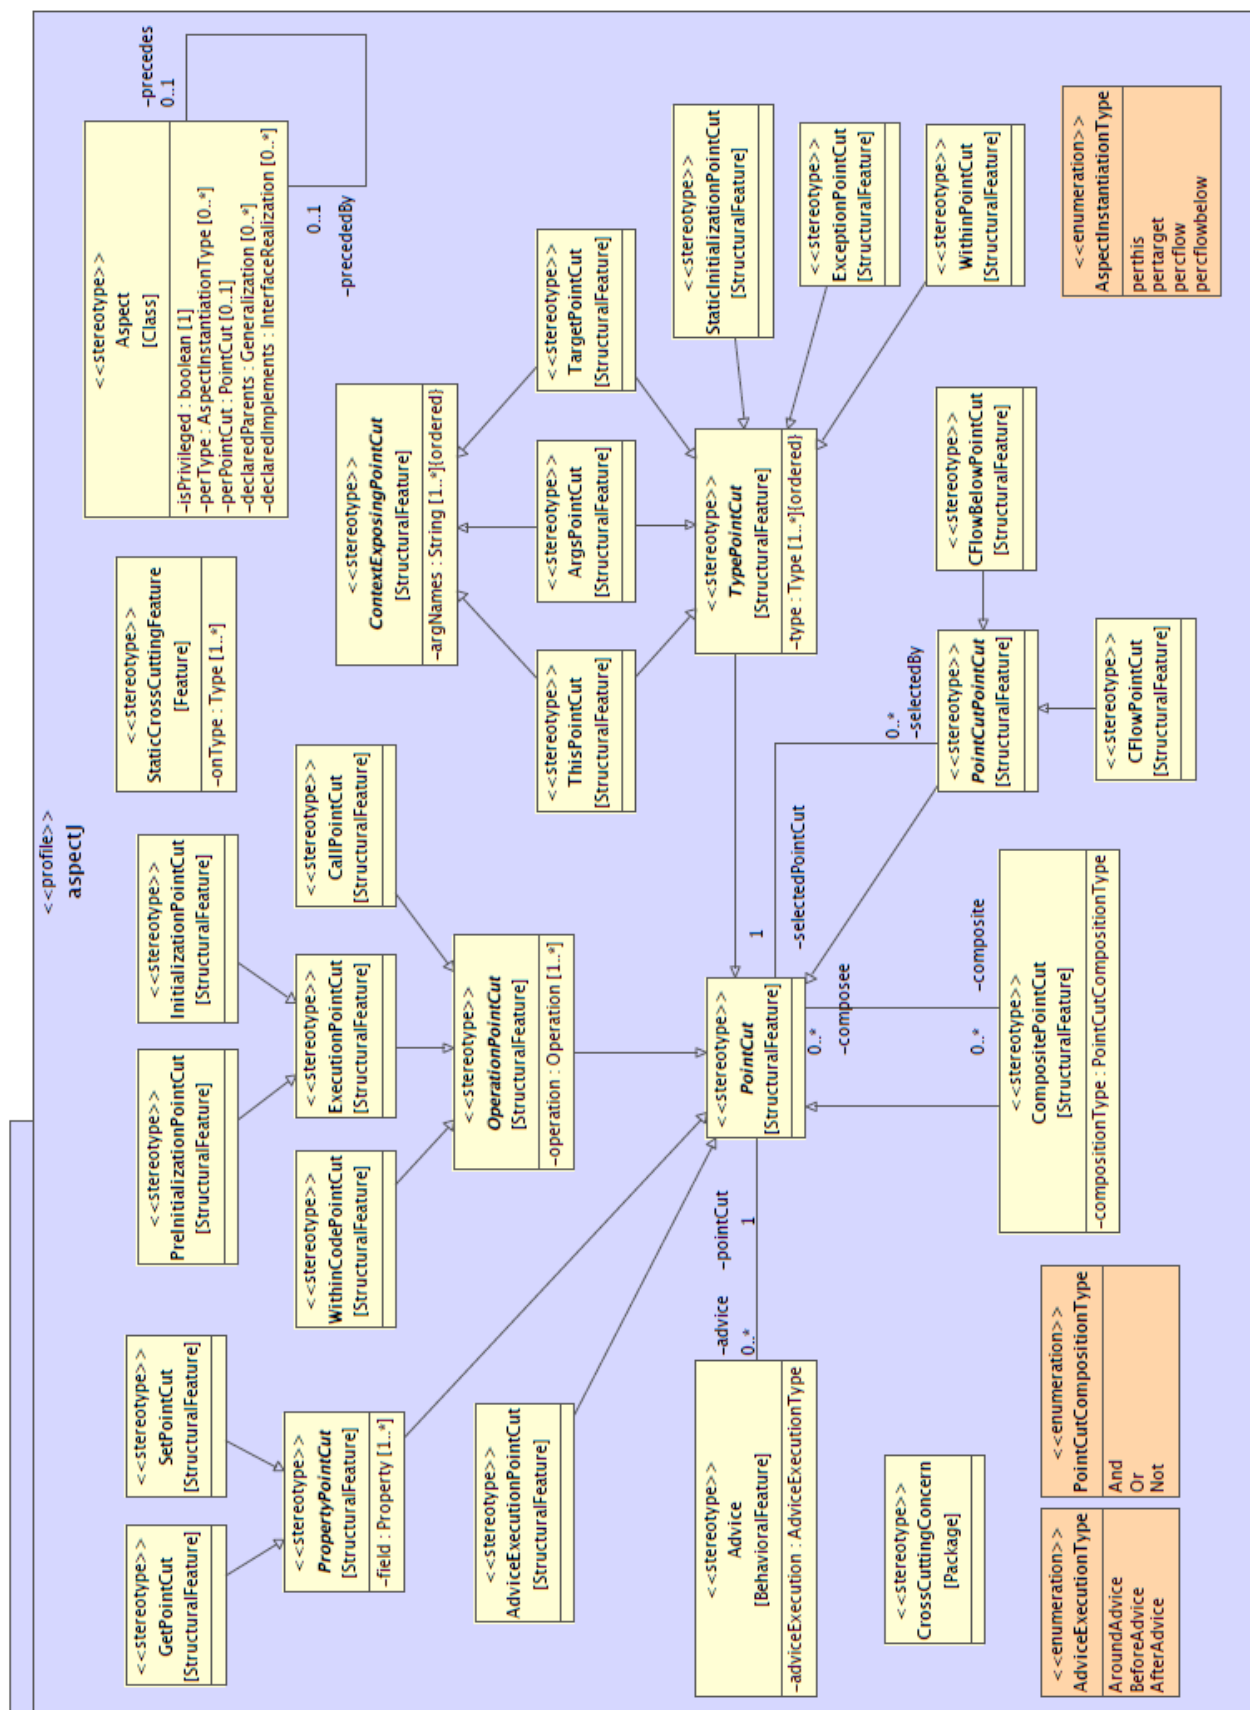 <<profile>>
aspectJ
<<stereotype>>
GetPointCut
[StructuralFeature]
<<stereotype>>
SetPointCut
[StructuralFeature]
<<stereotype>>
PreInitializationPointCut
[StructuralFeature]
<<stereotype>>
InitializationPointCut
[StructuralFeature]
<<stereotype>>
StaticCrossCuttingFeature
[Feature]
-onType : Type [1..*]
<<stereotype>>
Aspect
[Class]
-isPrivileged : boolean [1]
-perType : AspectInstantiationType [0..*]
-perPointCut : PointCut [0..1]
-declaredParents : Generalization [0..*]
-declaredImplements : InterfaceRealization [0..*]
-precedes
0..1
0..1
-precededBy
<<stereotype>>
PropertyPointCut
[StructuralFeature]
-field : Property [1..*]
<<stereotype>>
WithinCodePointCut
[StructuralFeature]
<<stereotype>>
ExecutionPointCut
[StructuralFeature]
<<stereotype>>
CallPointCut
[StructuralFeature]
<<stereotype>>
ContextExposingPointCut
[StructuralFeature]
-argNames : String [1..*]{ordered}
<<stereotype>>
AdviceExecutionPointCut
[StructuralFeature]
<<stereotype>>
OperationPointCut
[StructuralFeature]
-operation : Operation [1..*]
<<stereotype>>
ThisPointCut
[StructuralFeature]
<<stereotype>>
ArgsPointCut
[StructuralFeature]
<<stereotype>>
TargetPointCut
[StructuralFeature]
<<stereotype>>
Advice
[BehavioralFeature]
-adviceExecution : AdviceExecutionType
-advice
0..*
-pointCut
1
<<stereotype>>
PointCut
[StructuralFeature]
1
-selectedPointCut
0..*
-composee
<<stereotype>>
TypePointCut
[StructuralFeature]
-type : Type [1..*]{ordered}
<<stereotype>>
StaticInitializationPointCut
[StructuralFeature]
<<stereotype>>
ExceptionPointCut
[StructuralFeature]
<<stereotype>>
WithinPointCut
[StructuralFeature]
<<stereotype>>
CrossCuttingConcern
[Package]
0..*
-composite
<<stereotype>>
CompositePointCut
[StructuralFeature]
-compositionType : PointCutCompositionType
0..*
-selectedBy
<<stereotype>>
PointCutPointCut
[StructuralFeature]
<<stereotype>>
CFlowBelowPointCut
[StructuralFeature]
<<stereotype>>
CFlowPointCut
[StructuralFeature]
<<enumeration>>
AdviceExecutionType
AroundAdvice
BeforeAdvice
AfterAdvice
<<enumeration>>
PointCutCompositionType
And
Or
Not
<<enumeration>>
AspectInstantiationType
perthis
pertarget
percflow
percflowbelow